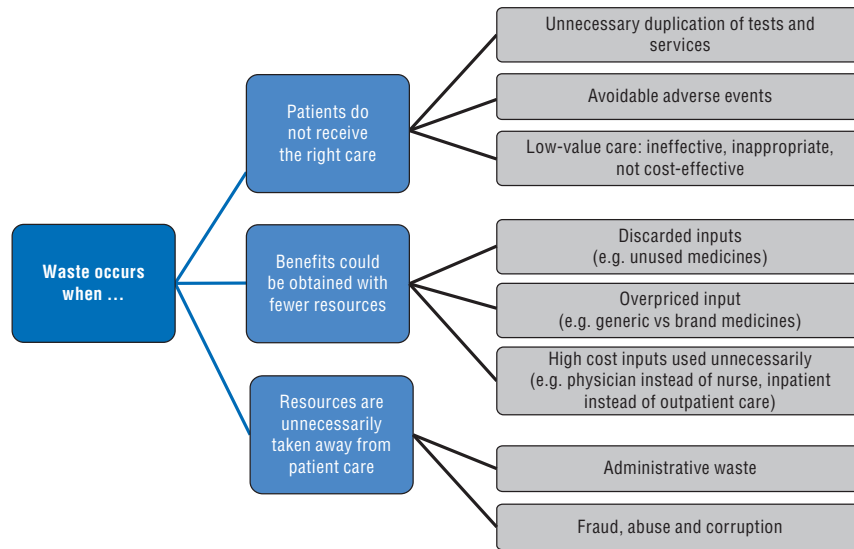 Waste occurs
when ...
Patients do
not receive
the right care
Unnecessary duplication of tests and
services
Avoidable adverse events
Low-value care: ineffective, inappropriate,
not cost-effective
Benefits could
be obtained with
fewer resources
Discarded inputs
(e.g. unused medicines)
Overpriced input
(e.g. generic vs brand medicines)
High cost inputs used unnecessarily
(e.g. physician instead of nurse, inpatient
instead of outpatient care)
Resources are
unnecessarily
taken away from
patient care
Administrative waste
Fraud, abuse and corruption